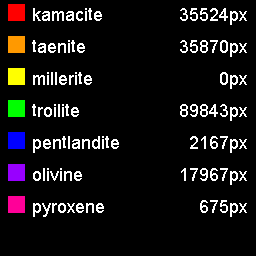 kamacite 35524px
taenite 35870px
millerite 0px
troilite 89843px
pentlandite 2167px
olivine 17967px
pyroxene 675px